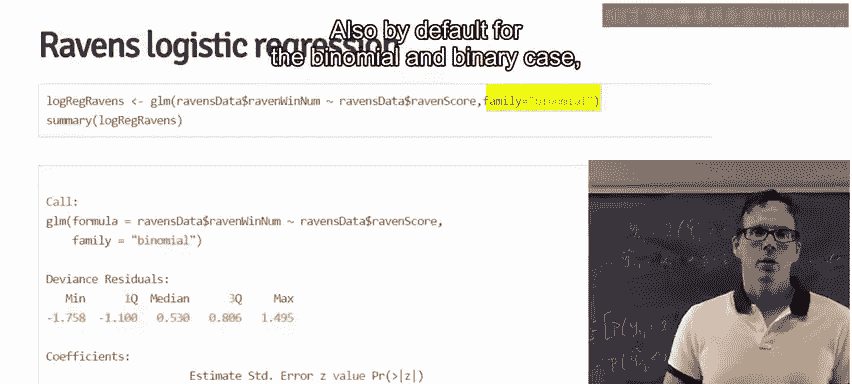 Ravens logistic regression
Also by default for
the binomial and binary case,
logRegRavens <- glm(ravensData$ravenWinNum ~ ravensData$ravenScore,family="binomial")
summary(logRegRavens)
Call:
glm(formula = ravensData$ravenWinNum ~ ravensData$ravenScore,
family = "binomial")
Deviance Residuals:
Min 1Q Median 3Q Max
-1.758 -1.100 0.530 0.806 1.495
Coefficients:
Estimate Std. Error z value Pr(>|z|)